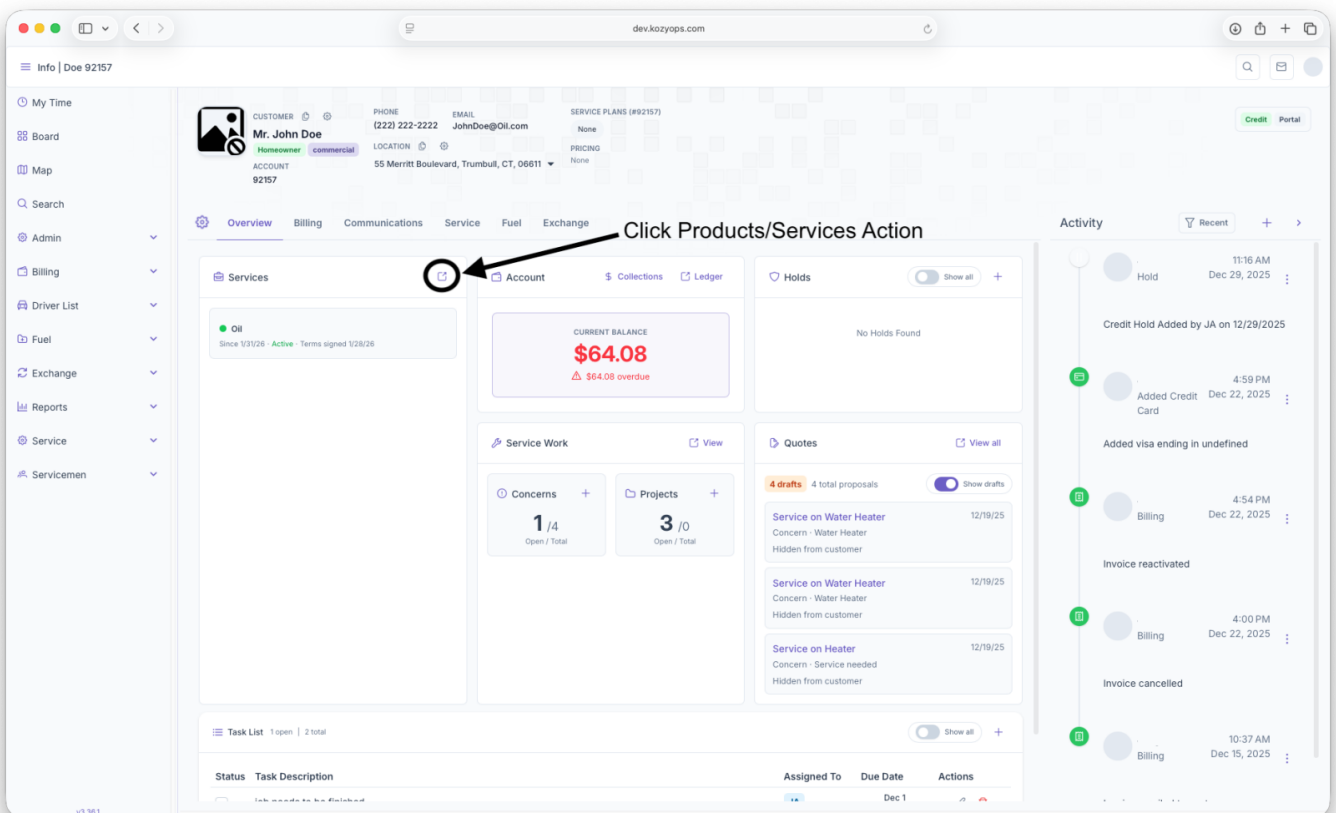 dev.kozyops.com
Info | Doe 92157
My Time
Board
Map
Search
Admin
Billing
Driver List
Fuel
Exchange
Reports
Service
Servicemen
v3.36.1
CUSTOMER
Mr. John Doe
Homeowner commercial
ACCOUNT
92157
PHONE
(222) 222-2222
EMAIL
JohnDoe@Oil.com
LOCATION
55 Merritt Boulevard, Trumbull, CT, 06611
SERVICE PLANS (#92157)
None
PRICING
None
Credit Portal
Overview Billing Communications Service Fuel Exchange
Click Products/Services Action
Services
Oil
Since 1/31/26 · Active · Terms signed 1/28/26
Account $ Collections Ledger
CURRENT BALANCE
$64.08
$64.08 overdue
Holds Show all
No Holds Found
Service Work View
Concerns
1 /4
Open / Total
Projects
3 /0
Open / Total
Quotes View all
4 drafts 4 total proposals Show drafts
Service on Water Heater 12/19/25
Concern · Water Heater
Hidden from customer
Service on Water Heater 12/19/25
Concern · Water Heater
Hidden from customer
Service on Heater 12/19/25
Concern · Service needed
Hidden from customer
Task List 1 open | 2 total Show all
Status Task Description Assigned To Due Date Actions
job needs to be finished JA Dec 1
Activity Recent
11:16 AM
Hold Dec 29, 2025
Credit Hold Added by JA on 12/29/2025
4:59 PM
Added Credit Card Dec 22, 2025
Added visa ending in undefined
4:54 PM
Billing Dec 22, 2025
Invoice reactivated
4:00 PM
Billing Dec 22, 2025
Invoice cancelled
10:37 AM
Billing Dec 15, 2025